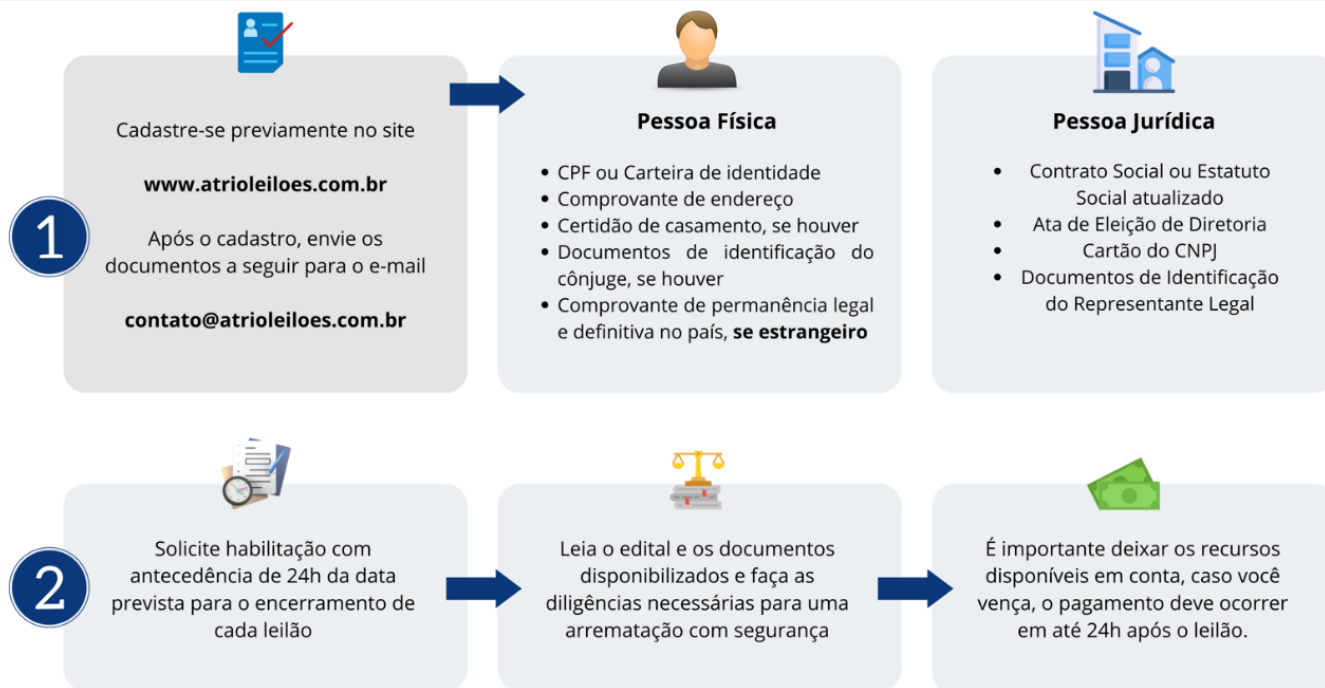 1
Cadastre-se previamente no site
www.atrioleiloes.com.br
Após o cadastro, envie os
documentos a seguir para o e-mail
contato@atrioleiloes.com.br
Pessoa Física
• CPF ou Carteira de identidade
• Comprovante de endereço
• Certidão de casamento, se houver
• Documentos de identificação do
cônjuge, se houver
• Comprovante de permanência legal
e definitiva no país, se estrangeiro
Pessoa Jurídica
• Contrato Social ou Estatuto
Social atualizado
• Ata de Eleição de Diretoria
• Cartão do CNPJ
• Documentos de Identificação
do Representante Legal
2
Solicite habilitação com
antecedência de 24h da data
prevista para o encerramento de
cada leilão
Leia o edital e os documentos
disponibilizados e faça as
diligências necessárias para uma
arrematação com segurança
É importante deixar os recursos
disponíveis em conta, caso você
vença, o pagamento deve ocorrer
em até 24h após o leilão.